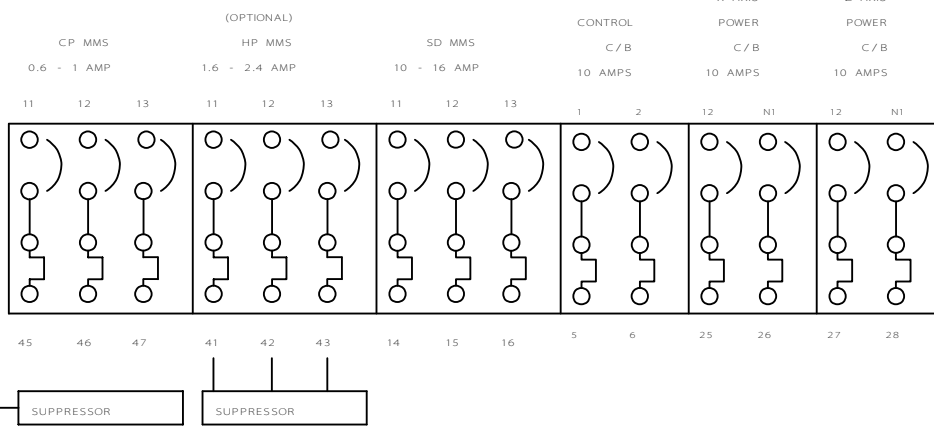 (OPTIONAL)
CP MMS
HP MMS
SD MMS
CONTROL
POWER
POWER
C/B
C/B
C/B
0.6 - 1 AMP
1.6 - 2.4 AMP
10 - 16 AMP
10 AMPS
10 AMPS
10 AMPS
11 12 13
11 12 13
11 12 13
1 2
12 N1
12 N1
45 46 47
41 42 43
14 15 16
5 6
25 26
27 28
SUPPRESSOR
SUPPRESSOR